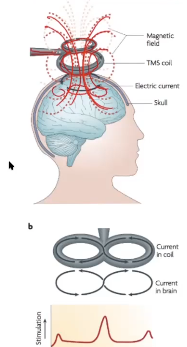 Magnetic
field
TMS coil
Electric current
Skull
b
Current
in coil
Current
in brain
Stimulation